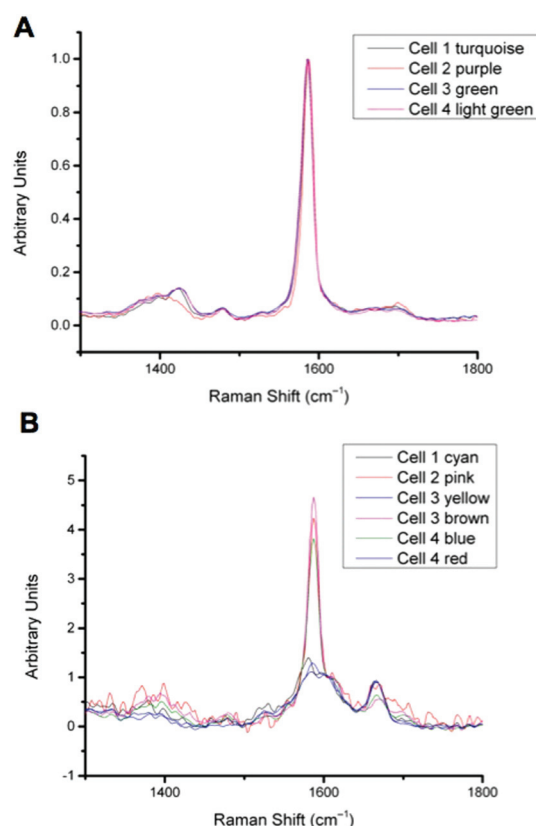 A
Cell 1 turquoise
Cell 2 purple
Cell 3 green
Cell 4 light green
1.0
0.8
0.6
0.4
0.2
0.0
Arbitrary Units
1400 1600 1800
Raman Shift (cm⁻¹)
B
Cell 1 cyan
Cell 2 pink
Cell 3 yellow
Cell 3 brown
Cell 4 blue
Cell 4 red
5
4
3
2
1
0
-1
Arbitrary Units
1400 1600 1800
Raman Shift (cm⁻¹)